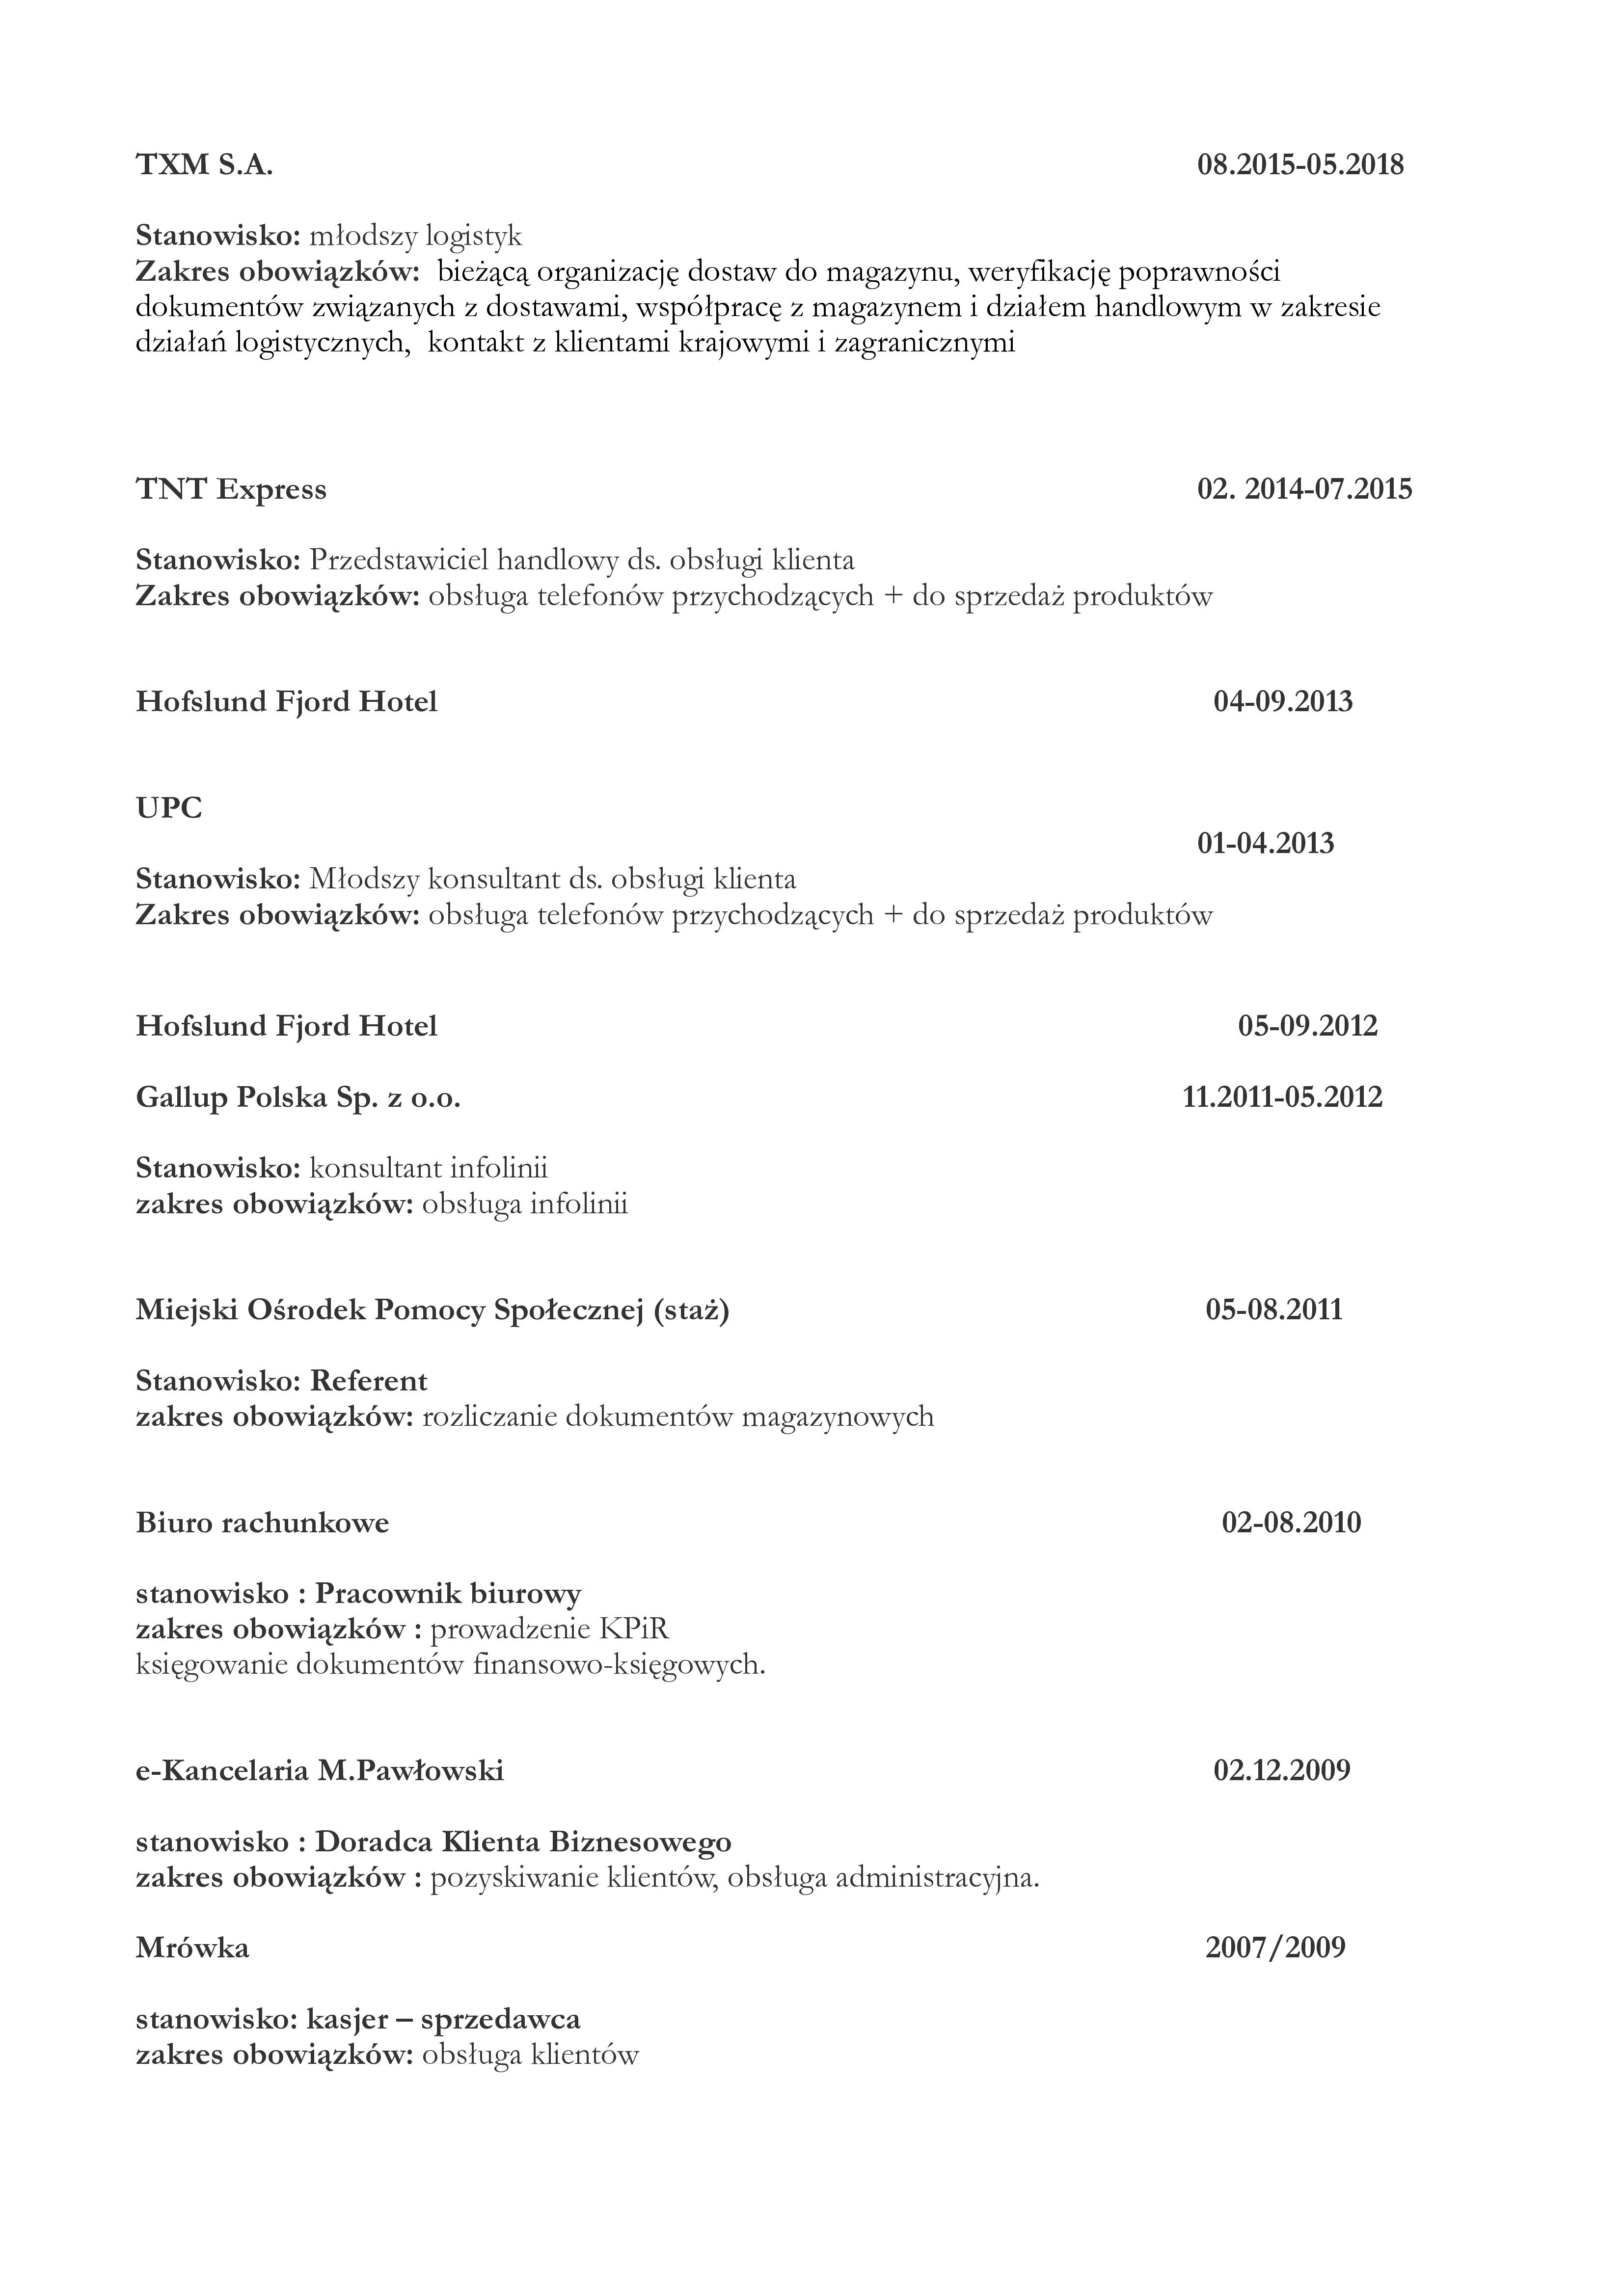 TXM S.A. 08.2015-05.2018
Stanowisko: młodszy logistyk
Zakres obowiązków: bieżącą organizację dostaw do magazynu, weryfikację poprawności
dokumentów związanych z dostawami, współpracę z magazynem i działem handlowym w zakresie
działań logistycznych, kontakt z klientami krajowymi i zagranicznymi
TNT Express 02. 2014-07.2015
Stanowisko: Przedstawiciel handlowy ds. obsługi klienta
Zakres obowiązków: obsługa telefonów przychodzących + do sprzedaż produktów
Hofslund Fjord Hotel 04-09.2013
UPC
01-04.2013
Stanowisko: Młodszy konsultant ds. obsługi klienta
Zakres obowiązków: obsługa telefonów przychodzących + do sprzedaż produktów
Hofslund Fjord Hotel 05-09.2012
Gallup Polska Sp. z o.o. 11.2011-05.2012
Stanowisko: konsultant infolinii
zakres obowiązków: obsługa infolinii
Miejski Ośrodek Pomocy Społecznej (staż) 05-08.2011
Stanowisko: Referent
zakres obowiązków: rozliczanie dokumentów magazynowych
Biuro rachunkowe 02-08.2010
stanowisko : Pracownik biurowy
zakres obowiązków : prowadzenie KPiR
księgowanie dokumentów finansowo-księgowych.
e-Kancelaria M.Pawłowski 02.12.2009
stanowisko : Doradca Klienta Biznesowego
zakres obowiązków : pozyskiwanie klientów, obsługa administracyjna.
Mrówka 2007/2009
stanowisko: kasjer – sprzedawca
zakres obowiązków: obsługa klientów